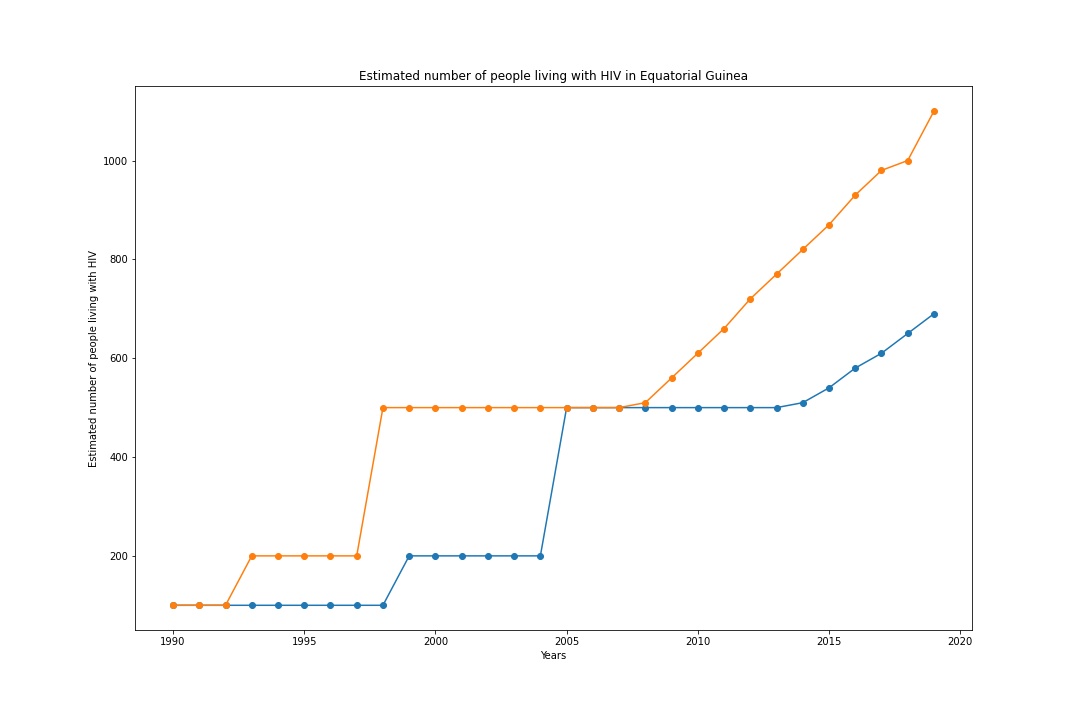 Estimated number of people living with HIV in Equatorial Guinea
Estimated number of people living with HIV
1000
800
600
400
200
1990 1995 2000 2005 2010 2015 2020
Years